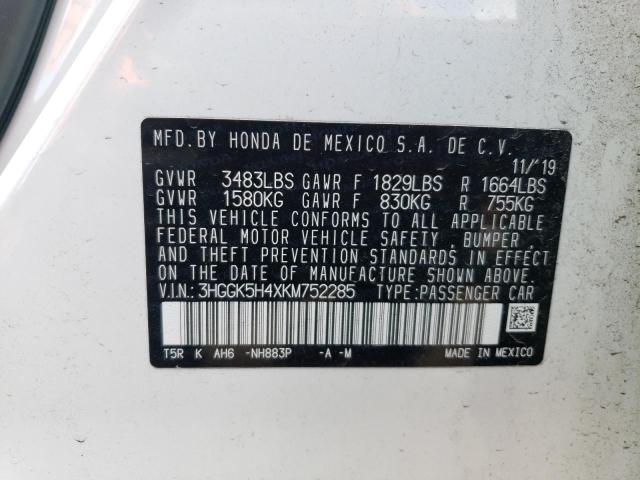 MFD. BY HONDA DE MEXICO S.A. DE C.V.
11/'19
GVWR 3483LBS GAWR F 1829LBS R 1664LBS
GVWR 1580KG GAWR F 830KG R 755KG
THIS VEHICLE CONFORMS TO ALL APPLICABLE
FEDERAL MOTOR VEHICLE SAFETY, BUMPER
AND THEFT PREVENTION STANDARDS IN EFFECT
ON THE DATE OF MANUFACTURE SHOWN ABOVE.
V.I.N.: 3HGGK5H4XKM752285 TYPE: PASSENGER CAR
T5R K AH6 -NH883P -A -M MADE IN MEXICO